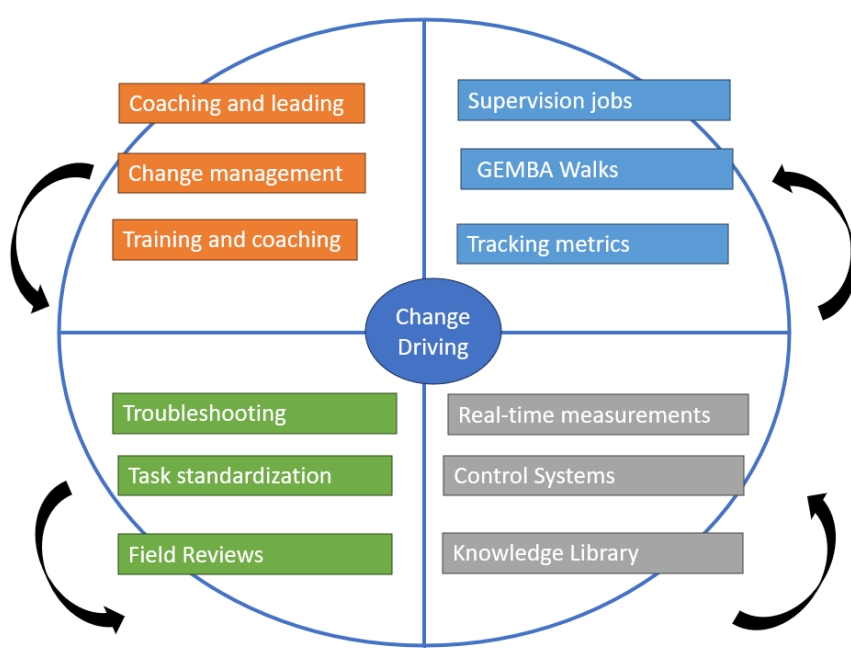 Coaching and leading
Change management
Training and coaching
Supervision jobs
GEMBA Walks
Tracking metrics
Change
Driving
Troubleshooting
Task standardization
Field Reviews
Real-time measurements
Control Systems
Knowledge Library